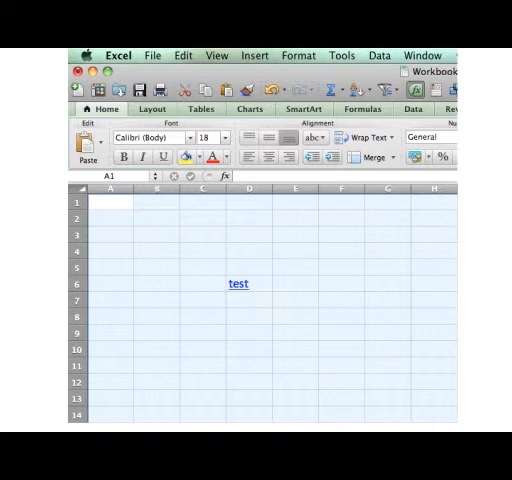 Excel File Edit View Insert Format Tools Data Window
Workbook
Home Layout Tables Charts SmartArt Formulas Data Rev
Edit Font Alignment Nu
Calibri (Body) 18 abc Wrap Text General
Paste B I U A Merge %
A1 fx
A B C D E F G H
1
2
3
4
5
6 test
7
8
9
10
11
12
13
14